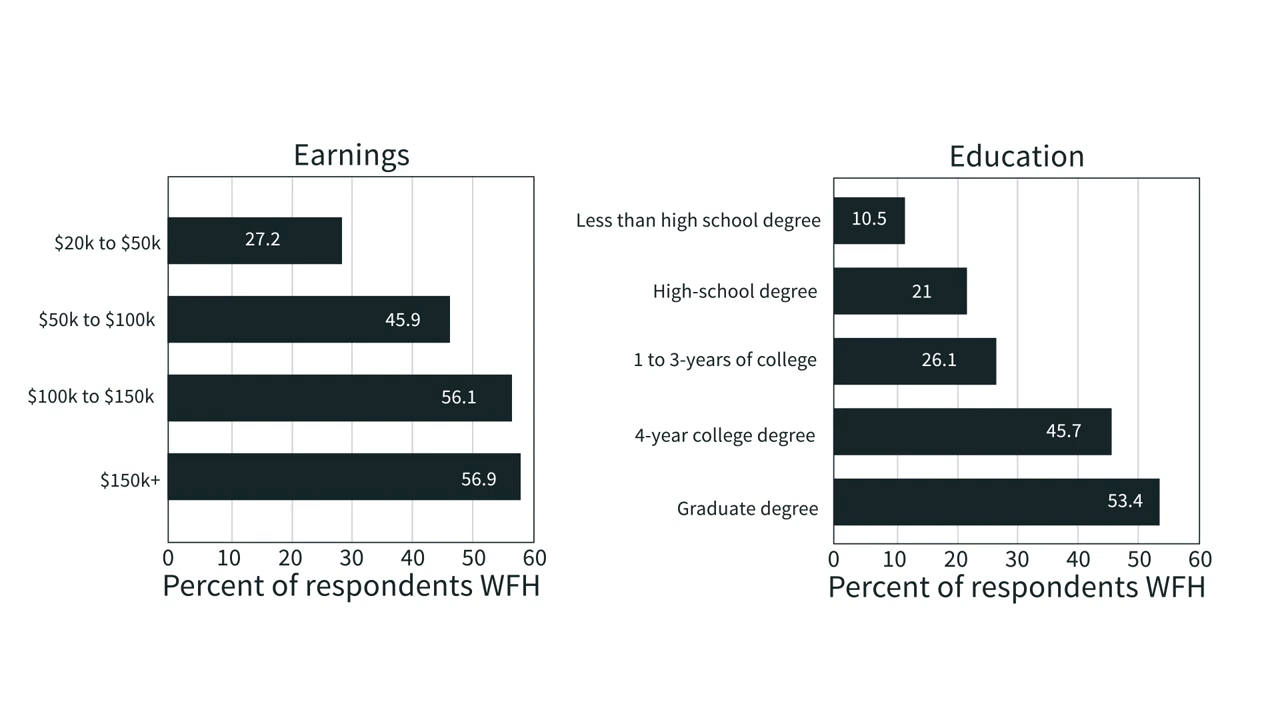 Earnings
$20k to $50k
27.2
$50k to $100k
45.9
$100k to $150k
56.1
$150k+
56.9
0 10 20 30 40 50 60
Percent of respondents WFH
Education
Less than high school degree
10.5
High-school degree
21
1 to 3-years of college
26.1
4-year college degree
45.7
Graduate degree
53.4
0 10 20 30 40 50 60
Percent of respondents WFH